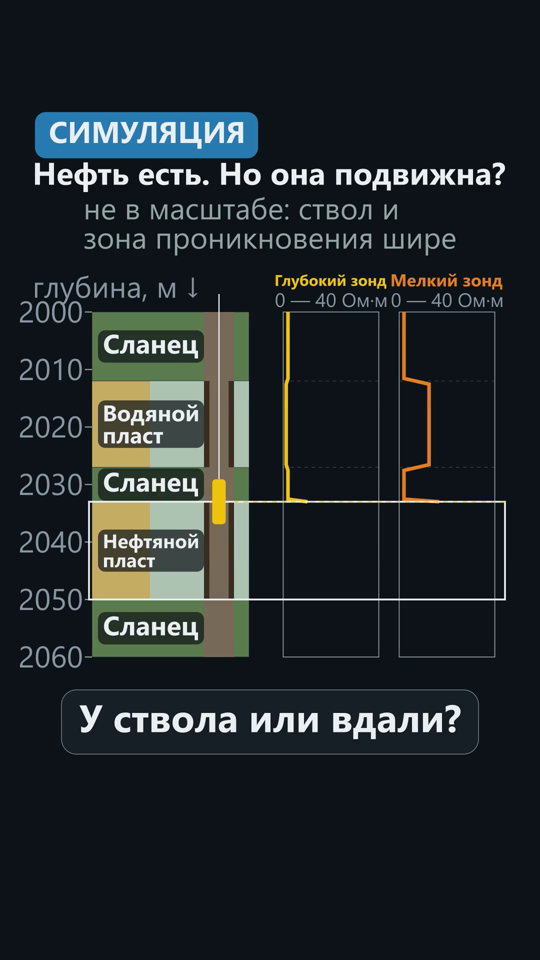 СИМУЛЯЦИЯ
Нефть есть. Но она подвижна?
не в масштабе: ствол и
зона проникновения шире
глубина, м ↓
Глубокий зонд
Мелкий зонд
0 — 40 Ом·м
0 — 40 Ом·м
2000
Сланец
2010
Водяной
пласт
2020
2030
Сланец
2040
Нефтяной
пласт
2050
Сланец
2060
У ствола или вдали?